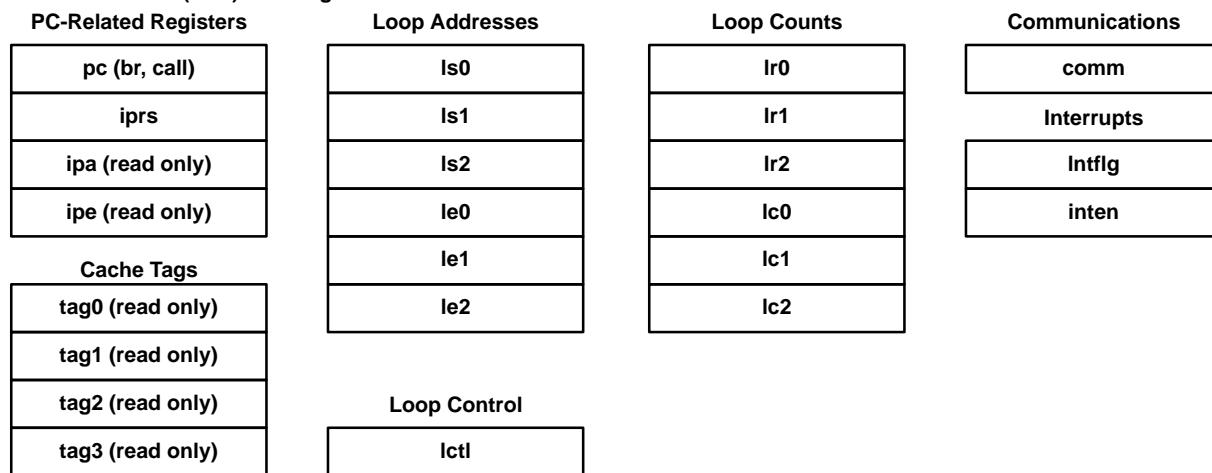 PC-Related Registers
pc (br, call)
iprs
ipa (read only)
ipe (read only)
Cache Tags
tag0 (read only)
tag1 (read only)
tag2 (read only)
tag3 (read only)
Loop Addresses
ls0
ls1
ls2
le0
le1
le2
Loop Control
lctl
Loop Counts
lr0
lr1
lr2
lc0
lc1
lc2
Communications
comm
Interrupts
Intflg
inten